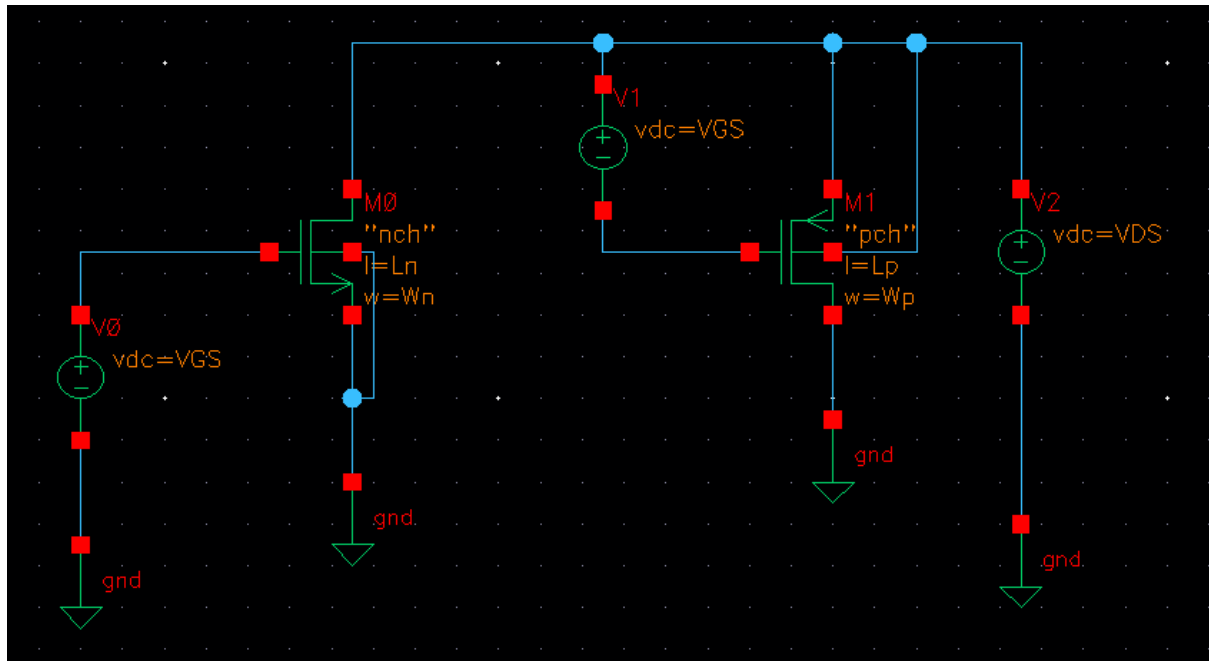 V1
vdc=VGS
M0
"nch"
l=Ln
w=Wn
M1
"pch"
l=Lp
w=Wp
V2
vdc=VDS
V0
vdc=VGS
gnd
gnd
gnd
gnd